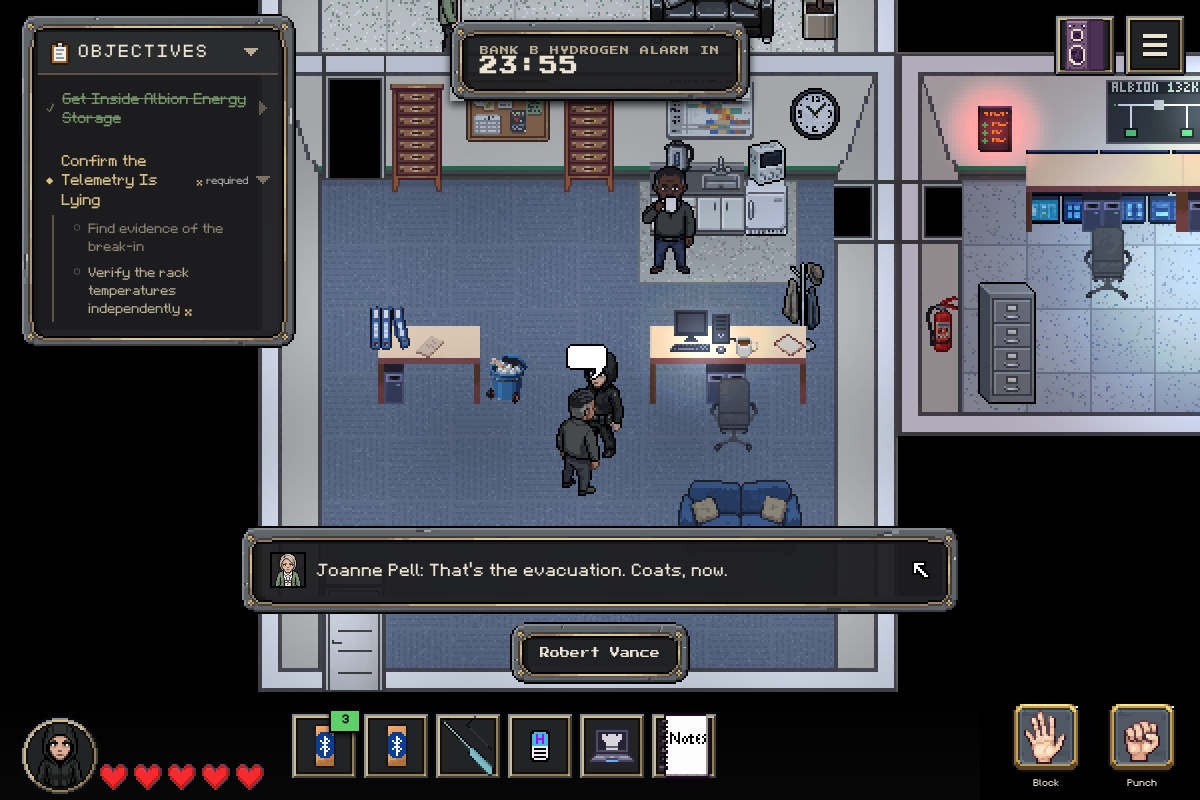 OBJECTIVES
Get Inside Albion Energy
Storage
Confirm the
Telemetry Is
Lying
x required
Find evidence of the
break-in
Verify the rack
temperatures
independently x
BANK B HYDROGEN ALARM IN
23:55
ALBION 132K
Joanne Pell: That's the evacuation. Coats, now.
Robert Vance
3
H
Notes
Block
Punch